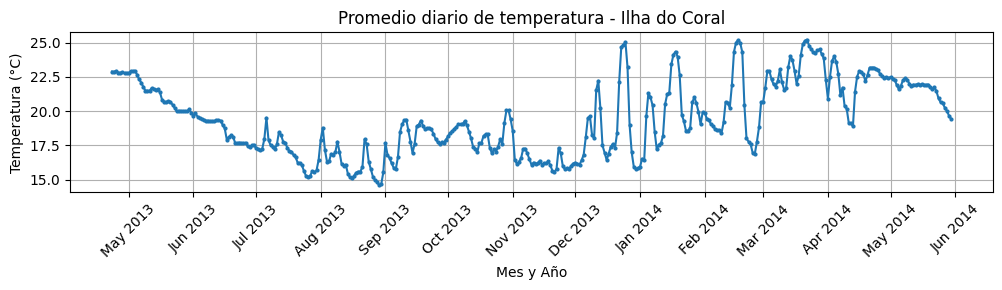 Promedio diario de temperatura - Ilha do Coral
Temperatura (°C)
25.0
22.5
20.0
17.5
15.0
May 2013
Jun 2013
Jul 2013
Aug 2013
Sep 2013
Oct 2013
Nov 2013
Dec 2013
Jan 2014
Feb 2014
Mar 2014
Apr 2014
May 2014
Jun 2014
Mes y Año